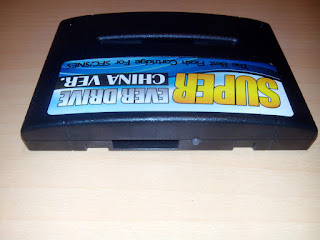 SUPER
EVER DRIVE
CHINA VER.
The Best Flash Cartridge For SFC/SNES